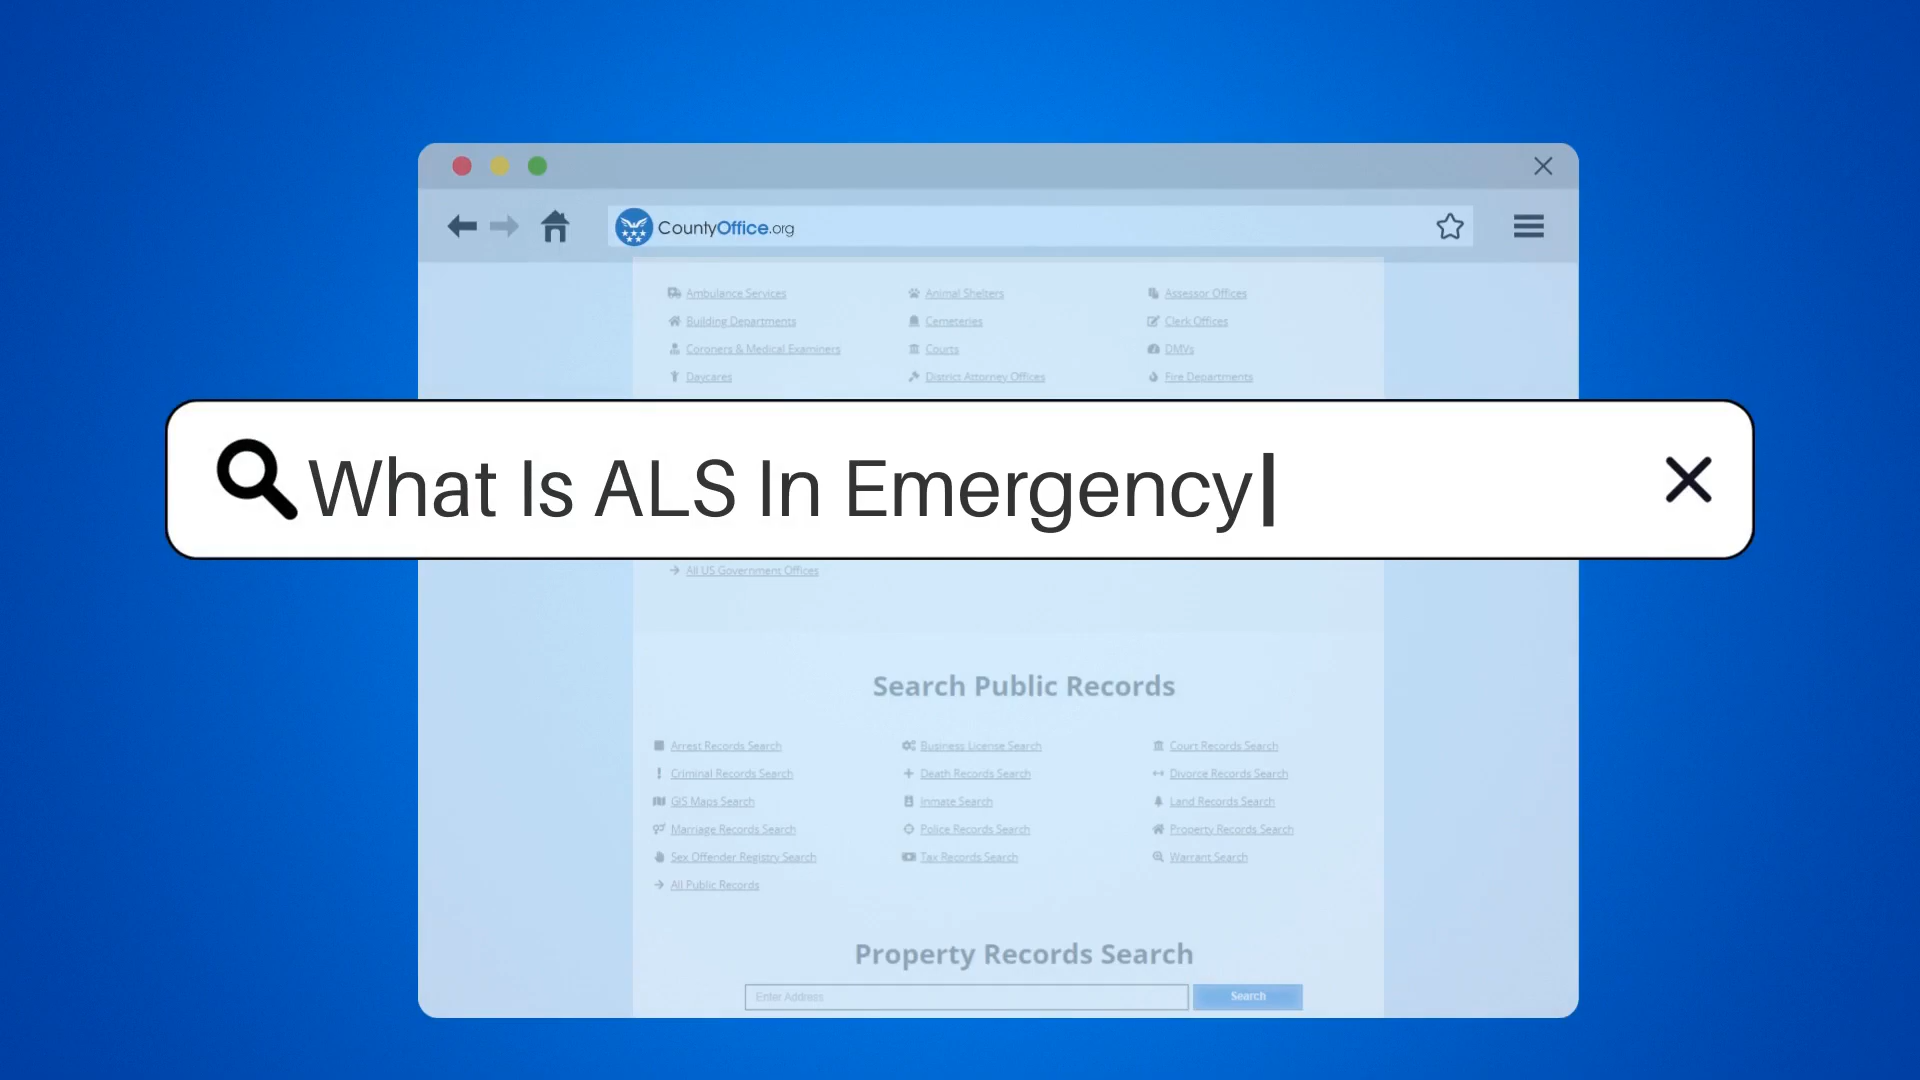 CountyOffice.org
Ambulance Services Animal Shelters Assessor Offices
Building Departments Cemeteries Clerk Offices
Coroners & Medical Examiners Courts DMVs
Daycares District Attorney Offices Fire Departments
What Is ALS In Emergency
All US Government Offices
Search Public Records
Arrest Records Search Business License Search Court Records Search
Criminal Records Search Death Records Search Divorce Records Search
GIS Maps Search Inmate Search Land Records Search
Marriage Records Search Police Records Search Property Records Search
Sex Offender Registry Search Tax Records Search Warrant Search
All Public Records
Property Records Search
Enter Address Search